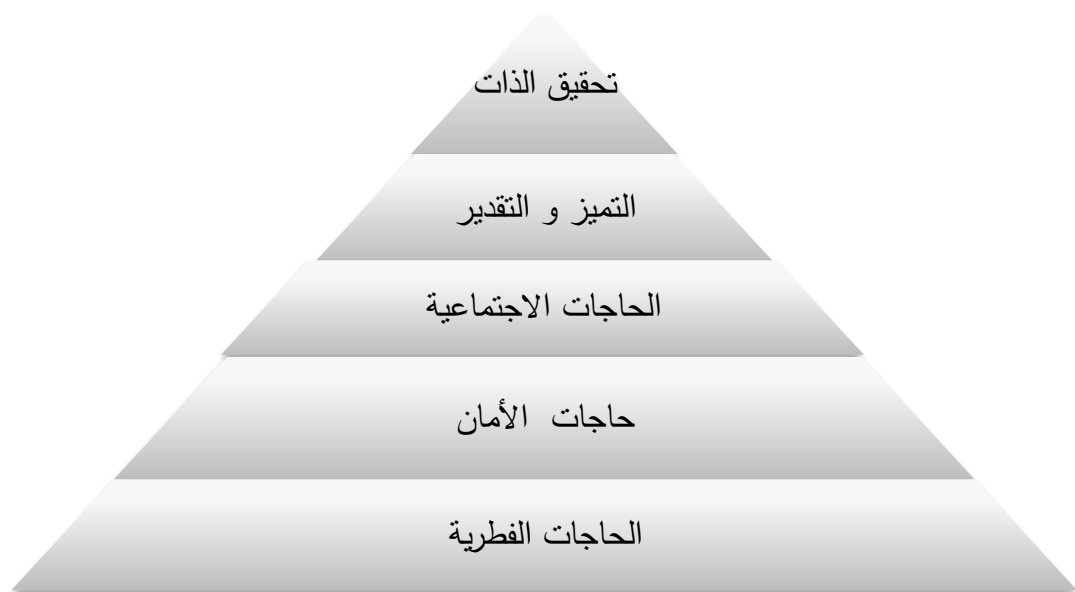 تحقيق الذات
التميز و التقدير
الحاجات الاجتماعية
حاجات الأمان
الحاجات الفطرية